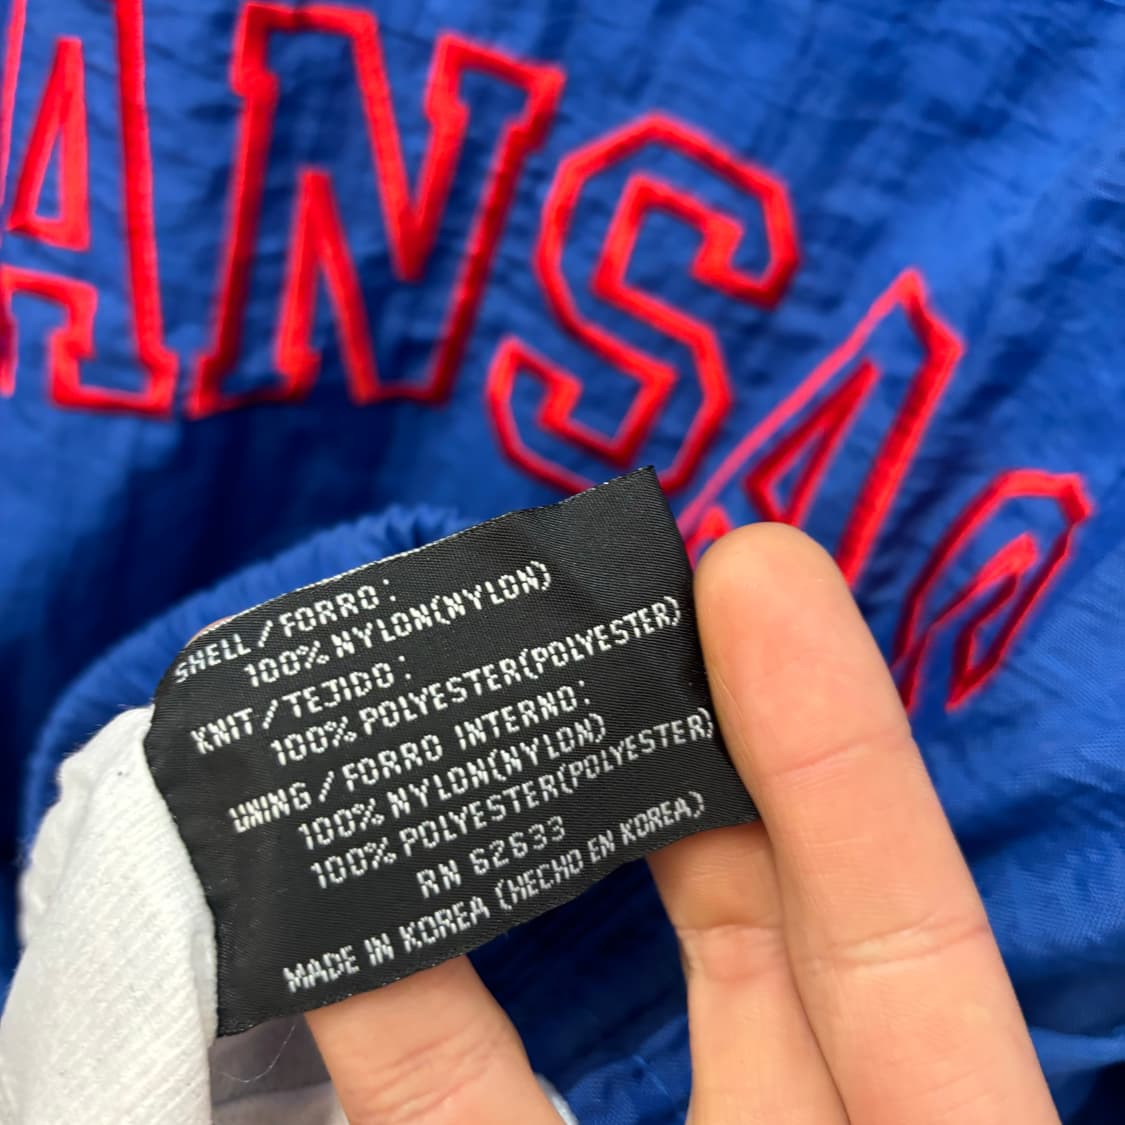 ANSAS
SHELL/FORRO:
100% NYLON(NYLON)
KNIT/TEJIDO:
100% POLYESTER(POLYESTER)
LINING/FORRO INTERNO:
100% NYLON(NYLON)
100% POLYESTER(POLYESTER)
RN 62633
MADE IN KOREA (HECHO EN KOREA)